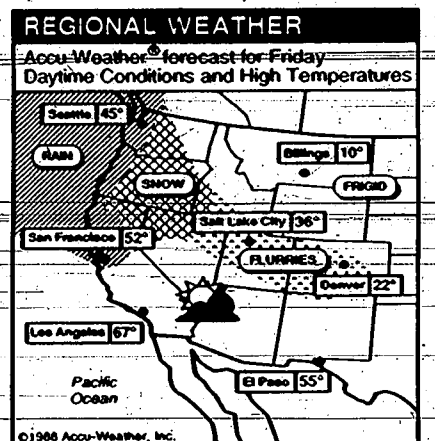 REGIONAL WEATHER
Accu-Weather® forecast for Friday
Daytime Conditions and High Temperatures
Seattle 45°
RAIN
Billings 10°
SNOW
FRIGID
Salt Lake City 36°
San Francisco 52°
FLURRIES
Denver 22°
Los Angeles 67°
Pacific
Ocean
El Paso 55°
©1988 Accu-Weather, Inc.